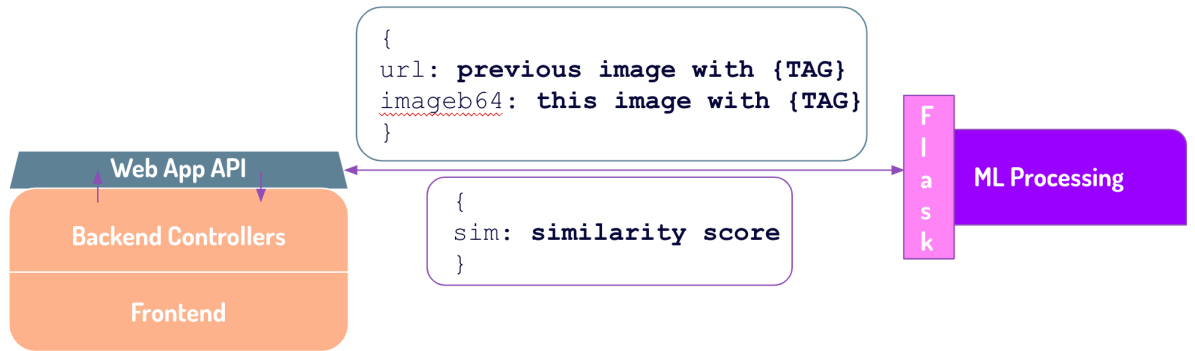 {
url: previous image with {TAG}
imageb64: this image with {TAG}
}
Web App API
Backend Controllers
Frontend
{
sim: similarity score
}
Flask
ML Processing